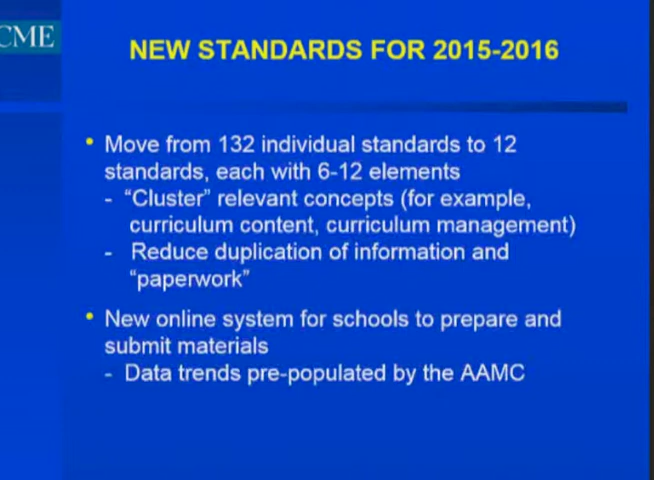 CME
NEW STANDARDS FOR 2015-2016
• Move from 132 individual standards to 12
standards, each with 6-12 elements
- “Cluster” relevant concepts (for example,
curriculum content, curriculum management)
- Reduce duplication of information and
“paperwork”
• New online system for schools to prepare and
submit materials
- Data trends pre-populated by the AAMC